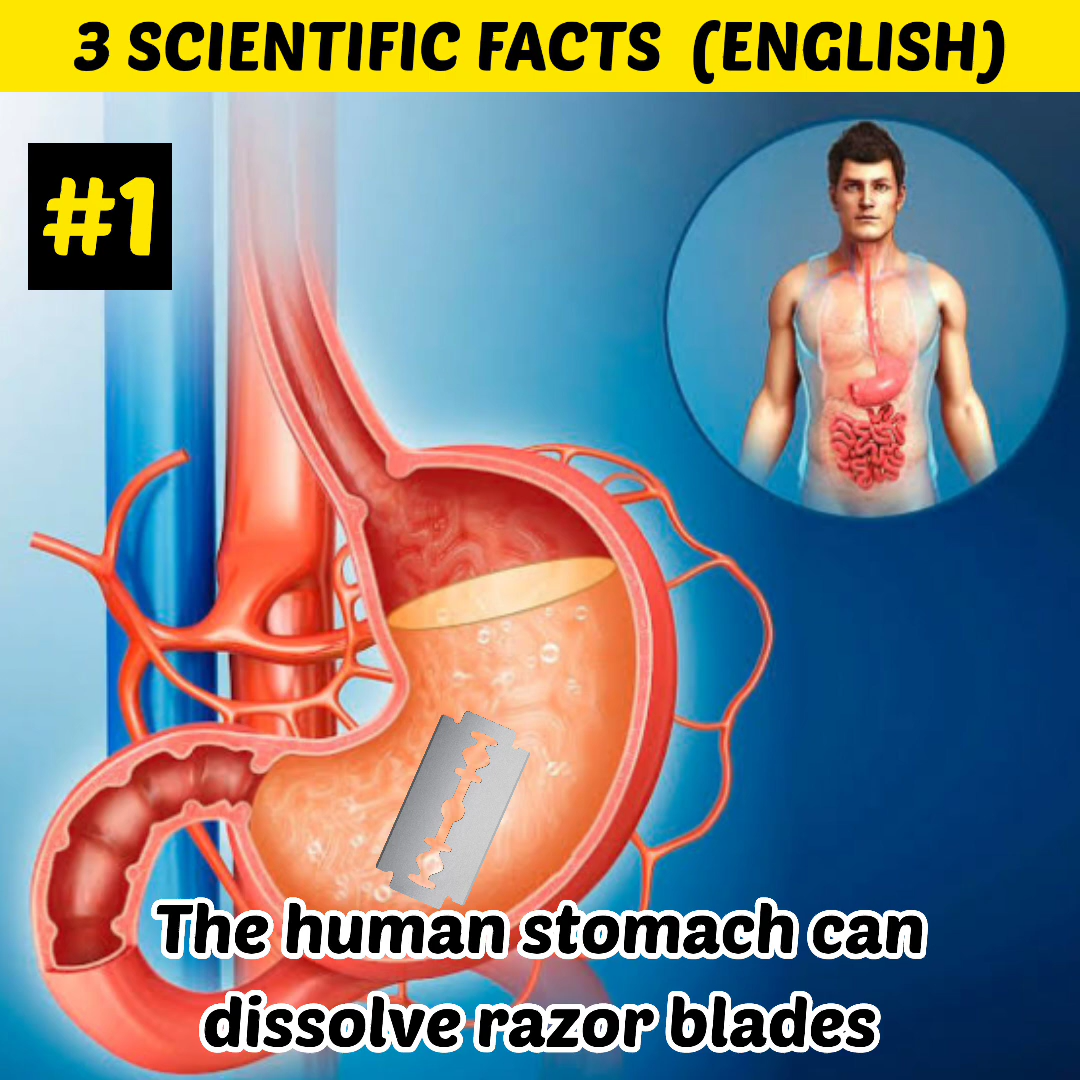 3 SCIENTIFIC FACTS (ENGLISH)
#1
The human stomach can
dissolve razor blades